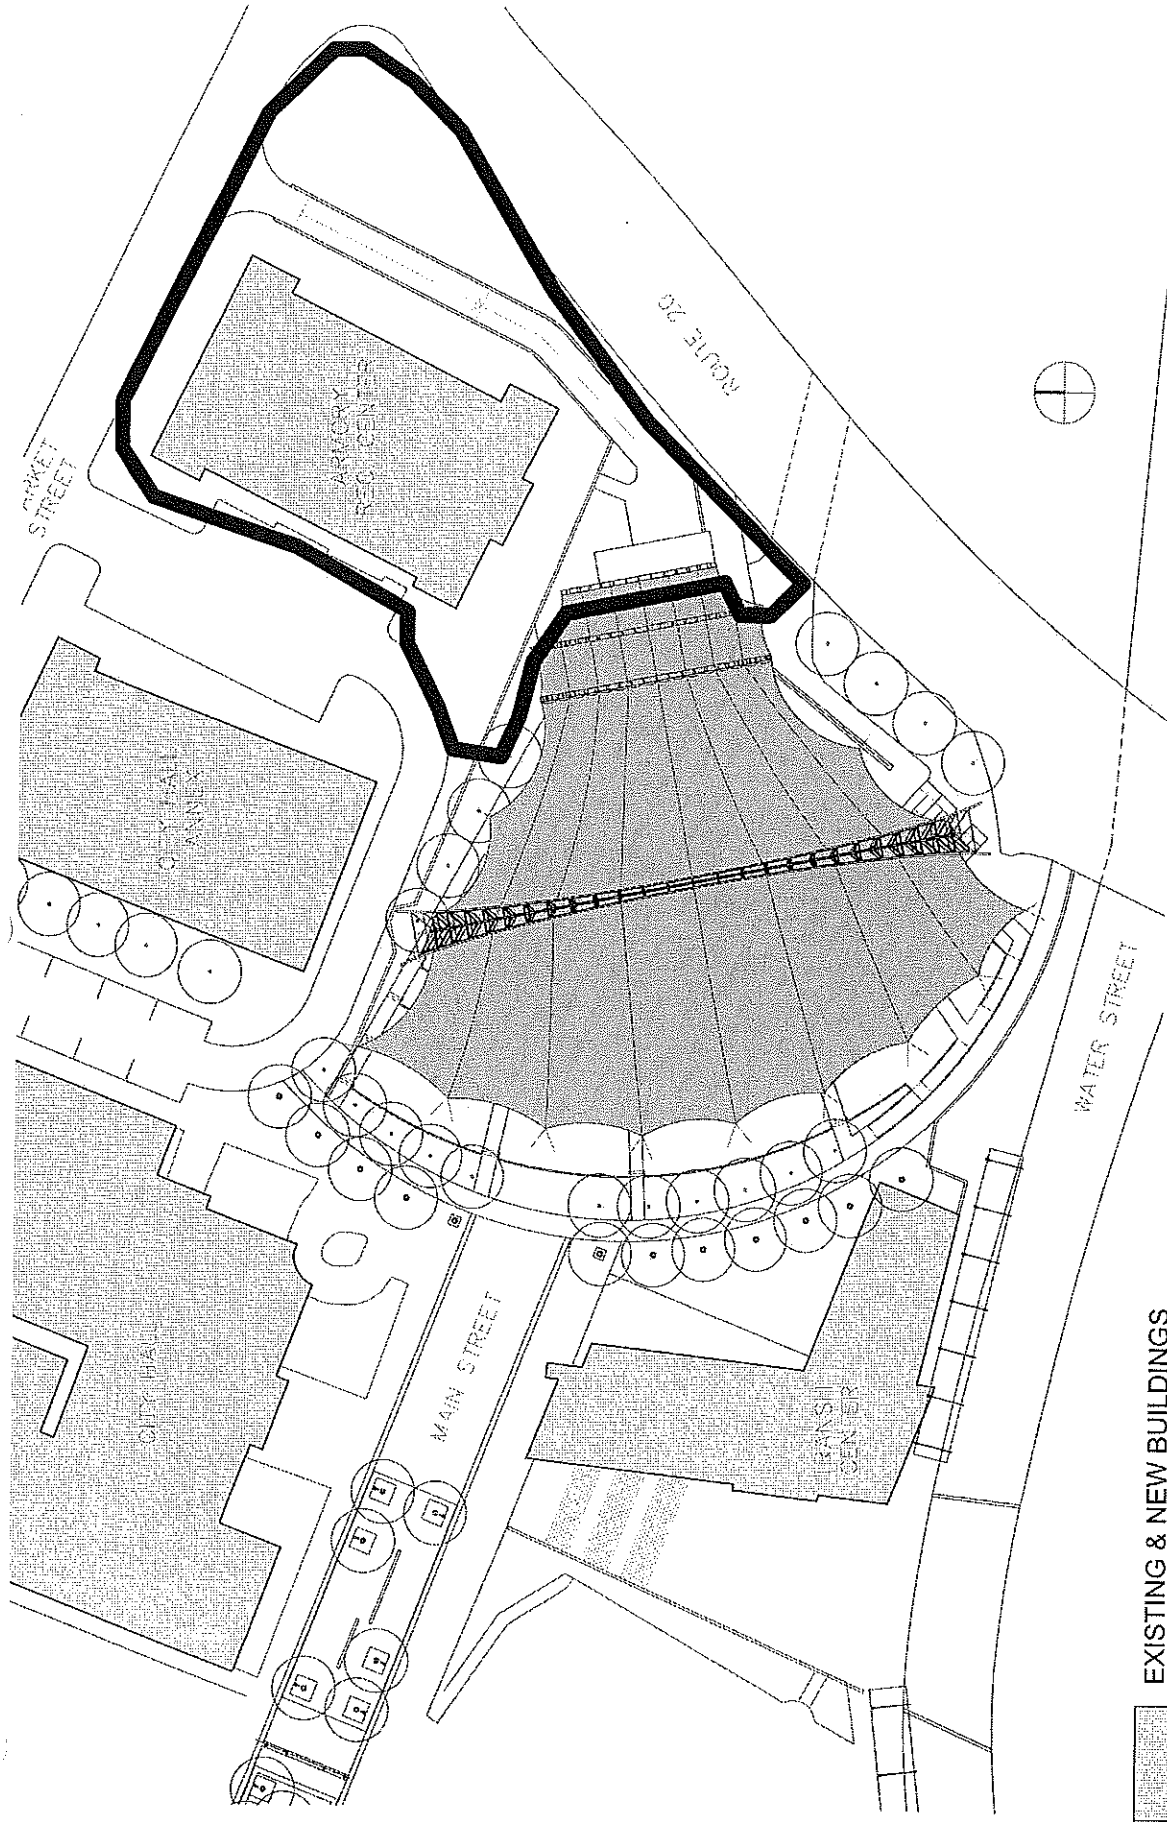 ARKET
STREET
ROUTE 20
ARMORY
REC. CENTER
CITY HALL
ANNEX
WATER STREET
MAIN STREET
CITY HALL
CENTER
EXISTING & NEW BUILDINGS